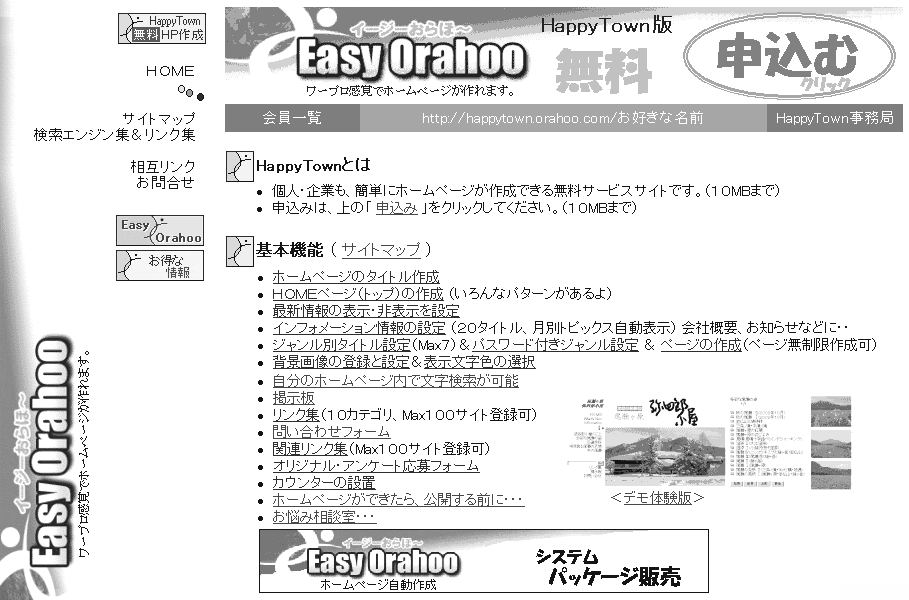 HappyTown
無料HP作成
HOME
サイトマップ
検索エンジン集&リンク集
相互リンク
お問合せ
Easy
Orahoo
お得な
情報
イージーおらほ～
Easy Orahoo
ワープロ感覚でホームページが作れます。
イージーおらほ～
Easy Orahoo
ワープロ感覚でホームページが作れます。
HappyTown版
無料
申込む
クリック
会員一覧
http://happytown.orahoo.com/お好きな名前
HappyTown事務局
HappyTownとは
● 個人・企業も、簡単にホームページが作成できる無料サービスサイトです。(10MBまで)
● 申込みは、上の「 申込み 」をクリックしてください。(10MBまで)
基本機能 ( サイトマップ )
● ホームページのタイトル作成
● HOMEページ(トップ)の作成 (いろんなパターンがあるよ)
● 最新情報の表示・非表示を設定
● インフォメーション情報の設定 (20タイトル、月別トピックス自動表示) 会社概要、お知らせなどに・・
● ジャンル別タイトル設定(Max7)&パスワード付きジャンル設定 & ページの作成(ページ無制限作成可)
● 背景画像の登録と設定&表示文字色の選択
● 自分のホームページ内で文字検索が可能
● 掲示板
● リンク集(10カテゴリ、Max100サイト登録可)
● 問い合わせフォーム
● 関連リンク集(Max100サイト登録可)
● オリジナル・アンケート応募フォーム
● カウンターの設置
● ホームページができたら、公開する前に・・・
● お悩み相談室・・・
弥四郎
小屋
<デモ体験版>
イージーおらほ～
Easy Orahoo
ホームページ自動作成
システム
パッケージ販売